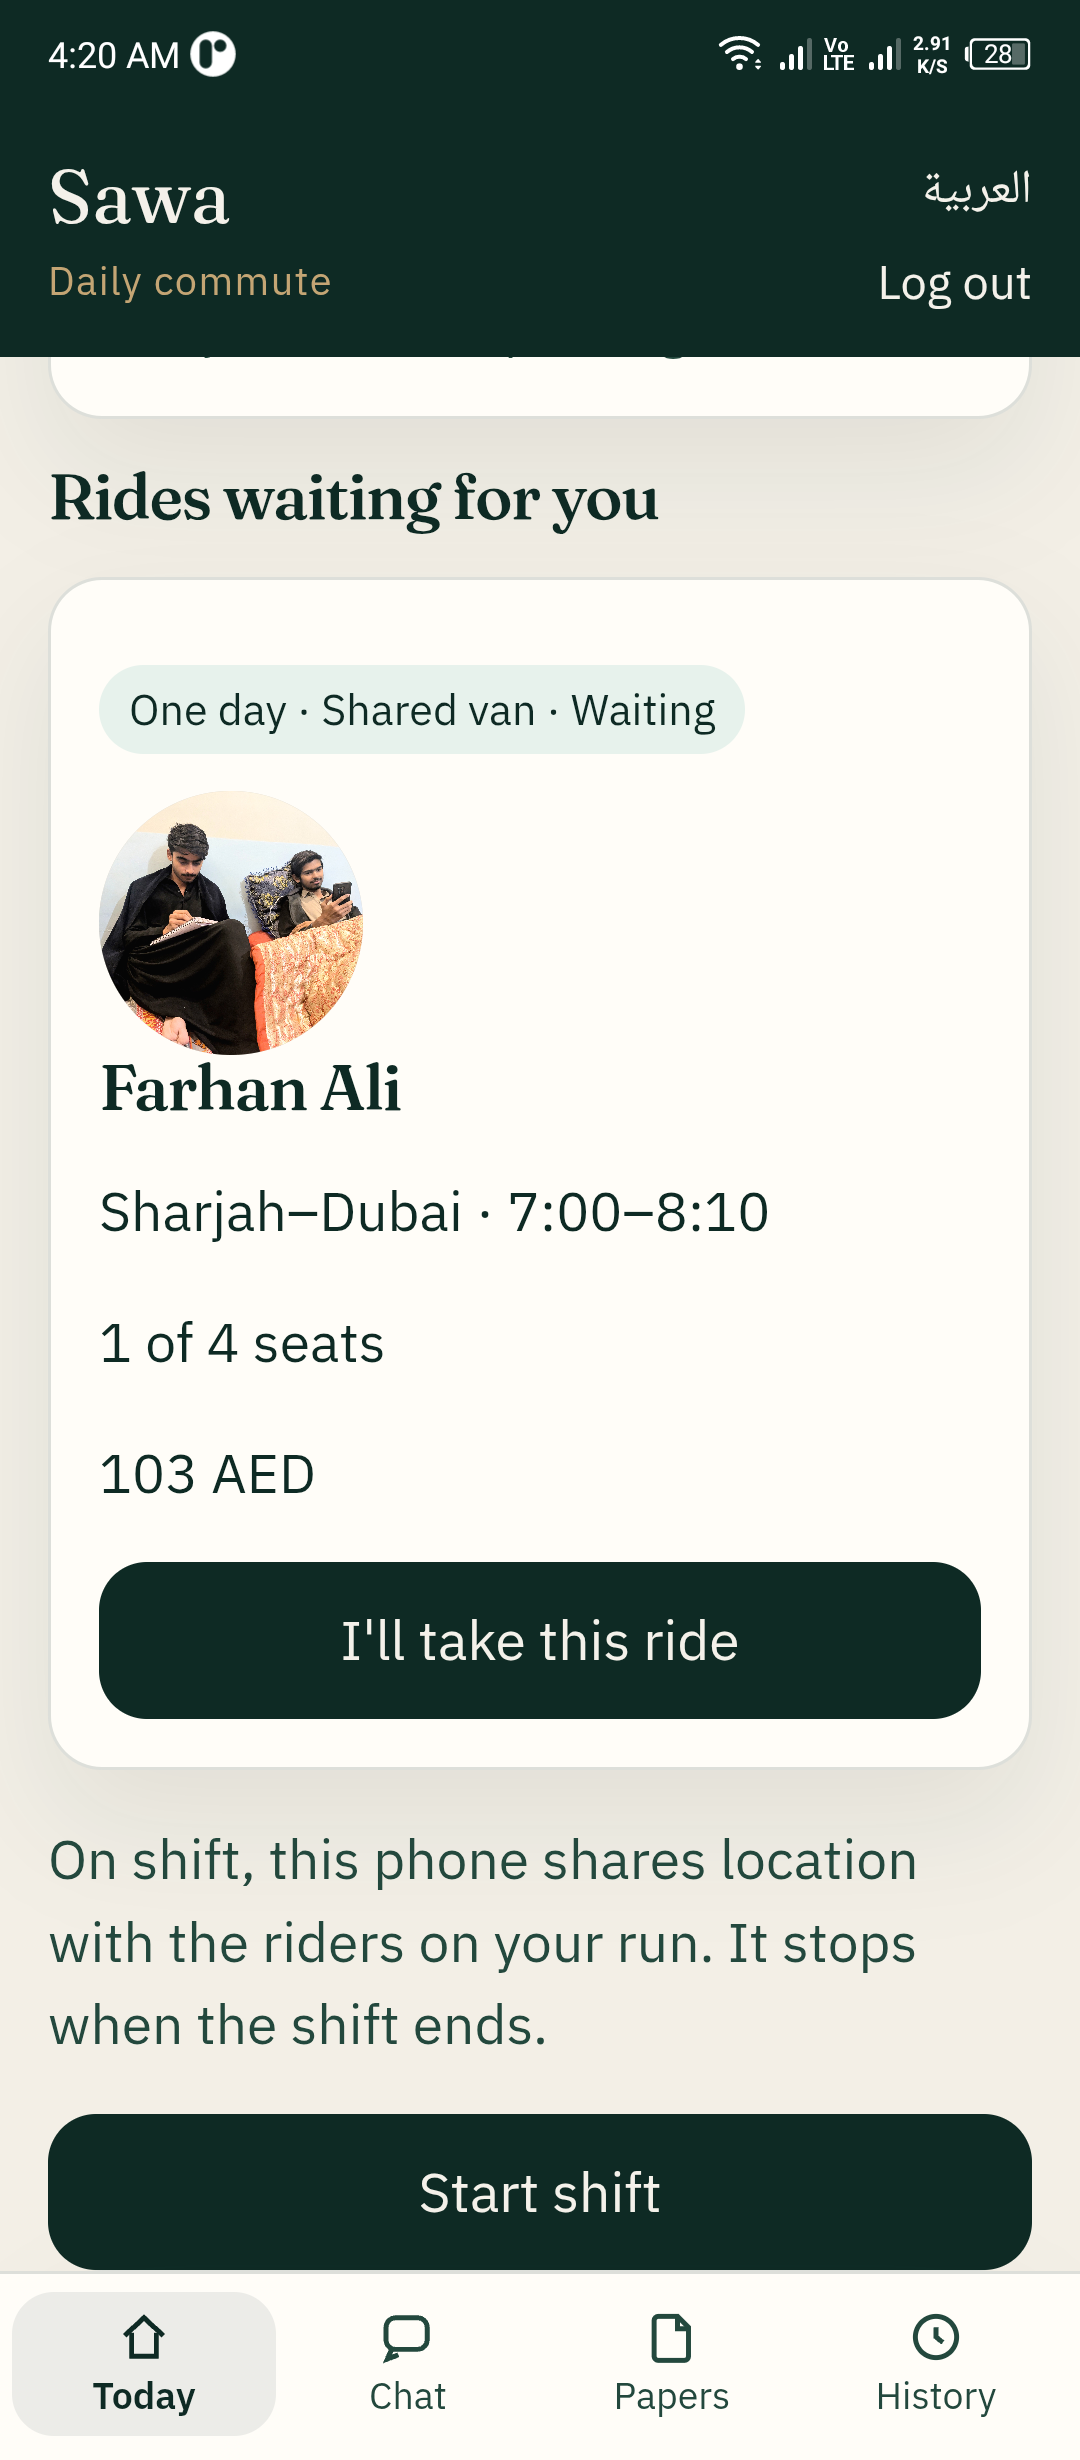 4:20 AM
Vo LTE
2.91 K/S
28
Sawa
العربية
Daily commute
Log out
Rides waiting for you
One day · Shared van · Waiting
Farhan Ali
Sharjah–Dubai · 7:00–8:10
1 of 4 seats
103 AED
I'll take this ride
On shift, this phone shares location
with the riders on your run. It stops
when the shift ends.
Start shift
Today
Chat
Papers
History